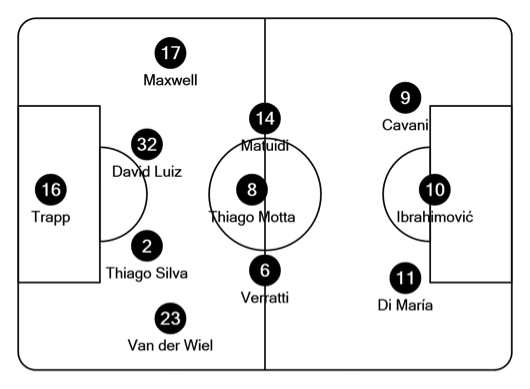 17
Maxwell
9
Cavani
14
Matuidi
32
David Luiz
16
Trapp
8
Thiago Motta
10
Ibrahimović
2
Thiago Silva
6
Verratti
11
Di María
23
Van der Wiel